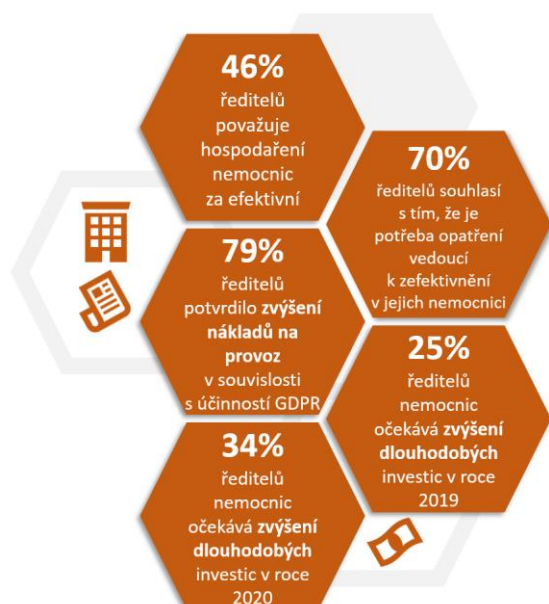 46%
ředitelů
považuje
hospodaření
nemocnic
za efektivní
70%
ředitelů souhlasí
s tím, že je
potřeba opatření
vedoucí
k zefektivnění
v jejich nemocnici
79%
ředitelů
potvrdilo zvýšení
nákladů na
provoz
v souvislosti
s účinností GDPR
25%
ředitelů
nemocnic
očekává zvýšení
dlouhodobých
investic v roce
2019
34%
ředitelů
nemocnic
očekává zvýšení
dlouhodobých
investic v roce
2020